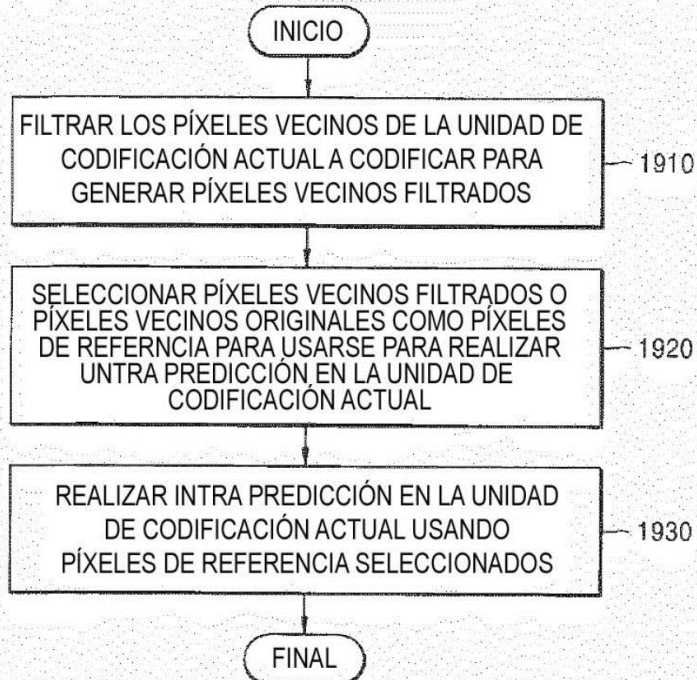 INICIO
FILTRAR LOS PÍXELES VECINOS DE LA UNIDAD DE
CODIFICACIÓN ACTUAL A CODIFICAR PARA
GENERAR PÍXELES VECINOS FILTRADOS
1910
SELECCIONAR PÍXELES VECINOS FILTRADOS O
PÍXELES VECINOS ORIGINALES COMO PÍXELES
DE REFERNCIA PARA USARSE PARA REALIZAR
UNTRA PREDICCIÓN EN LA UNIDAD DE
CODIFICACIÓN ACTUAL
1920
REALIZAR INTRA PREDICCIÓN EN LA UNIDAD
DE CODIFICACIÓN ACTUAL USANDO
PÍXELES DE REFERENCIA SELECCIONADOS
1930
FINAL